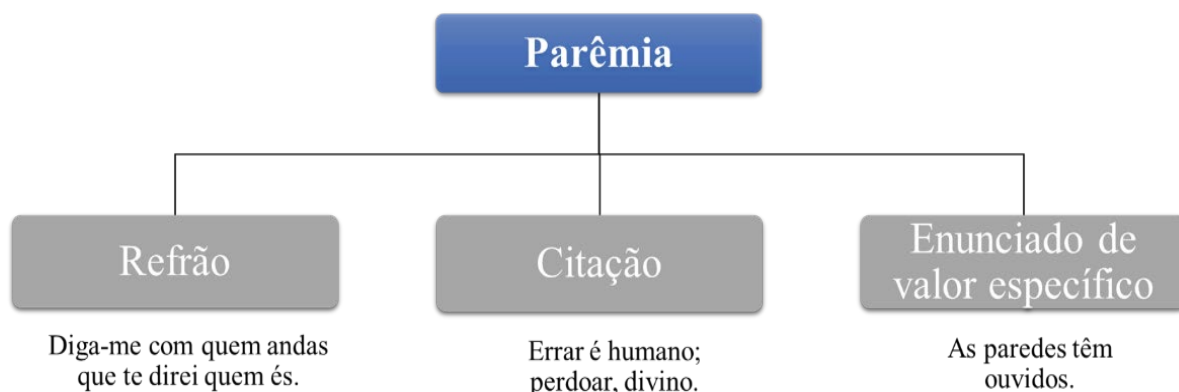 Parêmia
Refrão
Citação
Enunciado de
valor específico
Diga-me com quem andas
que te direi quem és.
Errar é humano;
perdoar, divino.
As paredes têm
ouvidos.